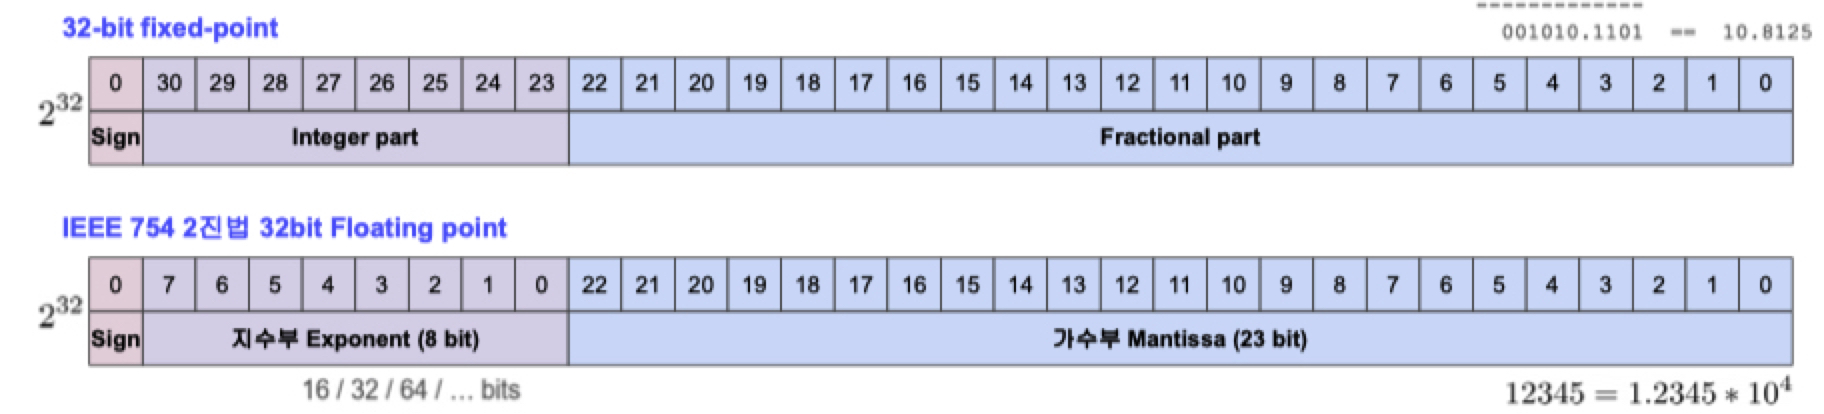 -------------
32-bit fixed-point
001010.1101 == 10.8125
2^32
0 30 29 28 27 26 25 24 23 22 21 20 19 18 17 16 15 14 13 12 11 10 9 8 7 6 5 4 3 2 1 0
Sign Integer part Fractional part
IEEE 754 2진법 32bit Floating point
2^32
0 7 6 5 4 3 2 1 0 22 21 20 19 18 17 16 15 14 13 12 11 10 9 8 7 6 5 4 3 2 1 0
Sign 지수부 Exponent (8 bit) 가수부 Mantissa (23 bit)
16 / 32 / 64 / ... bits
12345 = 1.2345 * 10^4